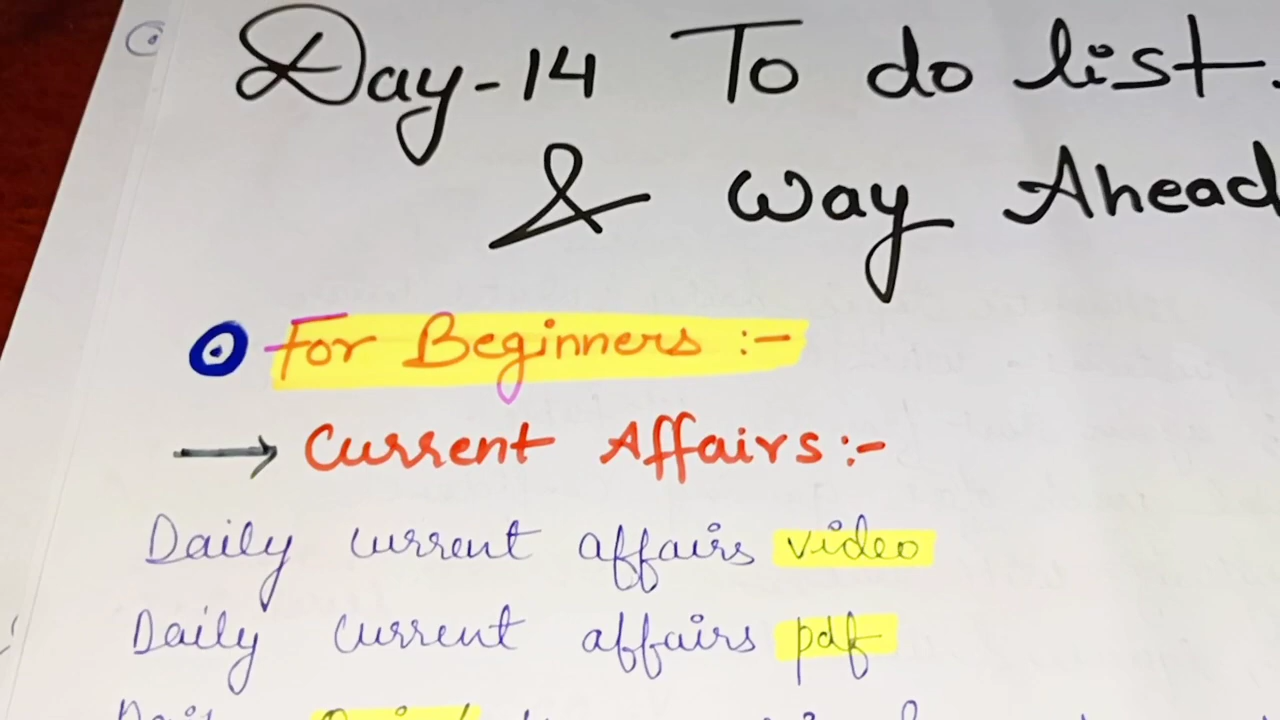 Day-14 To do list.
& Way Ahead
For Beginners :-
→ Current Affairs :-
Daily current affairs video
Daily current affairs pdf
Daily